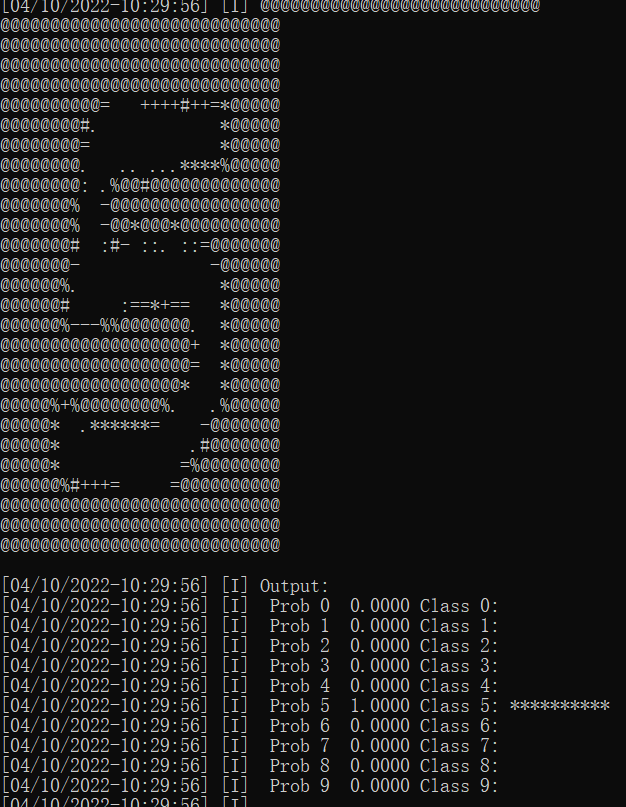 [04/10/2022-10:29:56] [I] @@@@@@@@@@@@@@@@@@@@@@@@@@@@
@@@@@@@@@@@@@@@@@@@@@@@@@@@@
@@@@@@@@@@@@@@@@@@@@@@@@@@@@
@@@@@@@@@@@@@@@@@@@@@@@@@@@@
@@@@@@@@@@@@@@@@@@@@@@@@@@@@
@@@@@@@@@@=   ++++#++=*@@@@@
@@@@@@@@#.            *@@@@@
@@@@@@@@=             *@@@@@
@@@@@@@@.   .. ...****%@@@@@
@@@@@@@@: .%@@#@@@@@@@@@@@@@
@@@@@@@%  -@@@@@@@@@@@@@@@@@
@@@@@@@%  -@@*@@@*@@@@@@@@@@
@@@@@@@#  :#- ::. ::=@@@@@@@
@@@@@@@-             -@@@@@@
@@@@@@%.              *@@@@@
@@@@@@#     :==*+==   *@@@@@
@@@@@@%---%%@@@@@@@.  *@@@@@
@@@@@@@@@@@@@@@@@@@+  *@@@@@
@@@@@@@@@@@@@@@@@@@=  *@@@@@
@@@@@@@@@@@@@@@@@@*   *@@@@@
@@@@@%+%@@@@@@@@%.   .%@@@@@
@@@@@*  .******=    -@@@@@@@
@@@@@*             .#@@@@@@@
@@@@@*            =%@@@@@@@@
@@@@@@%#+++=     =@@@@@@@@@@
@@@@@@@@@@@@@@@@@@@@@@@@@@@@
@@@@@@@@@@@@@@@@@@@@@@@@@@@@
@@@@@@@@@@@@@@@@@@@@@@@@@@@@
[04/10/2022-10:29:56] [I] Output:
[04/10/2022-10:29:56] [I]  Prob 0  0.0000 Class 0:
[04/10/2022-10:29:56] [I]  Prob 1  0.0000 Class 1:
[04/10/2022-10:29:56] [I]  Prob 2  0.0000 Class 2:
[04/10/2022-10:29:56] [I]  Prob 3  0.0000 Class 3:
[04/10/2022-10:29:56] [I]  Prob 4  0.0000 Class 4:
[04/10/2022-10:29:56] [I]  Prob 5  1.0000 Class 5: **********
[04/10/2022-10:29:56] [I]  Prob 6  0.0000 Class 6:
[04/10/2022-10:29:56] [I]  Prob 7  0.0000 Class 7:
[04/10/2022-10:29:56] [I]  Prob 8  0.0000 Class 8:
[04/10/2022-10:29:56] [I]  Prob 9  0.0000 Class 9:
[04/10/2022-10:29:56] [I]